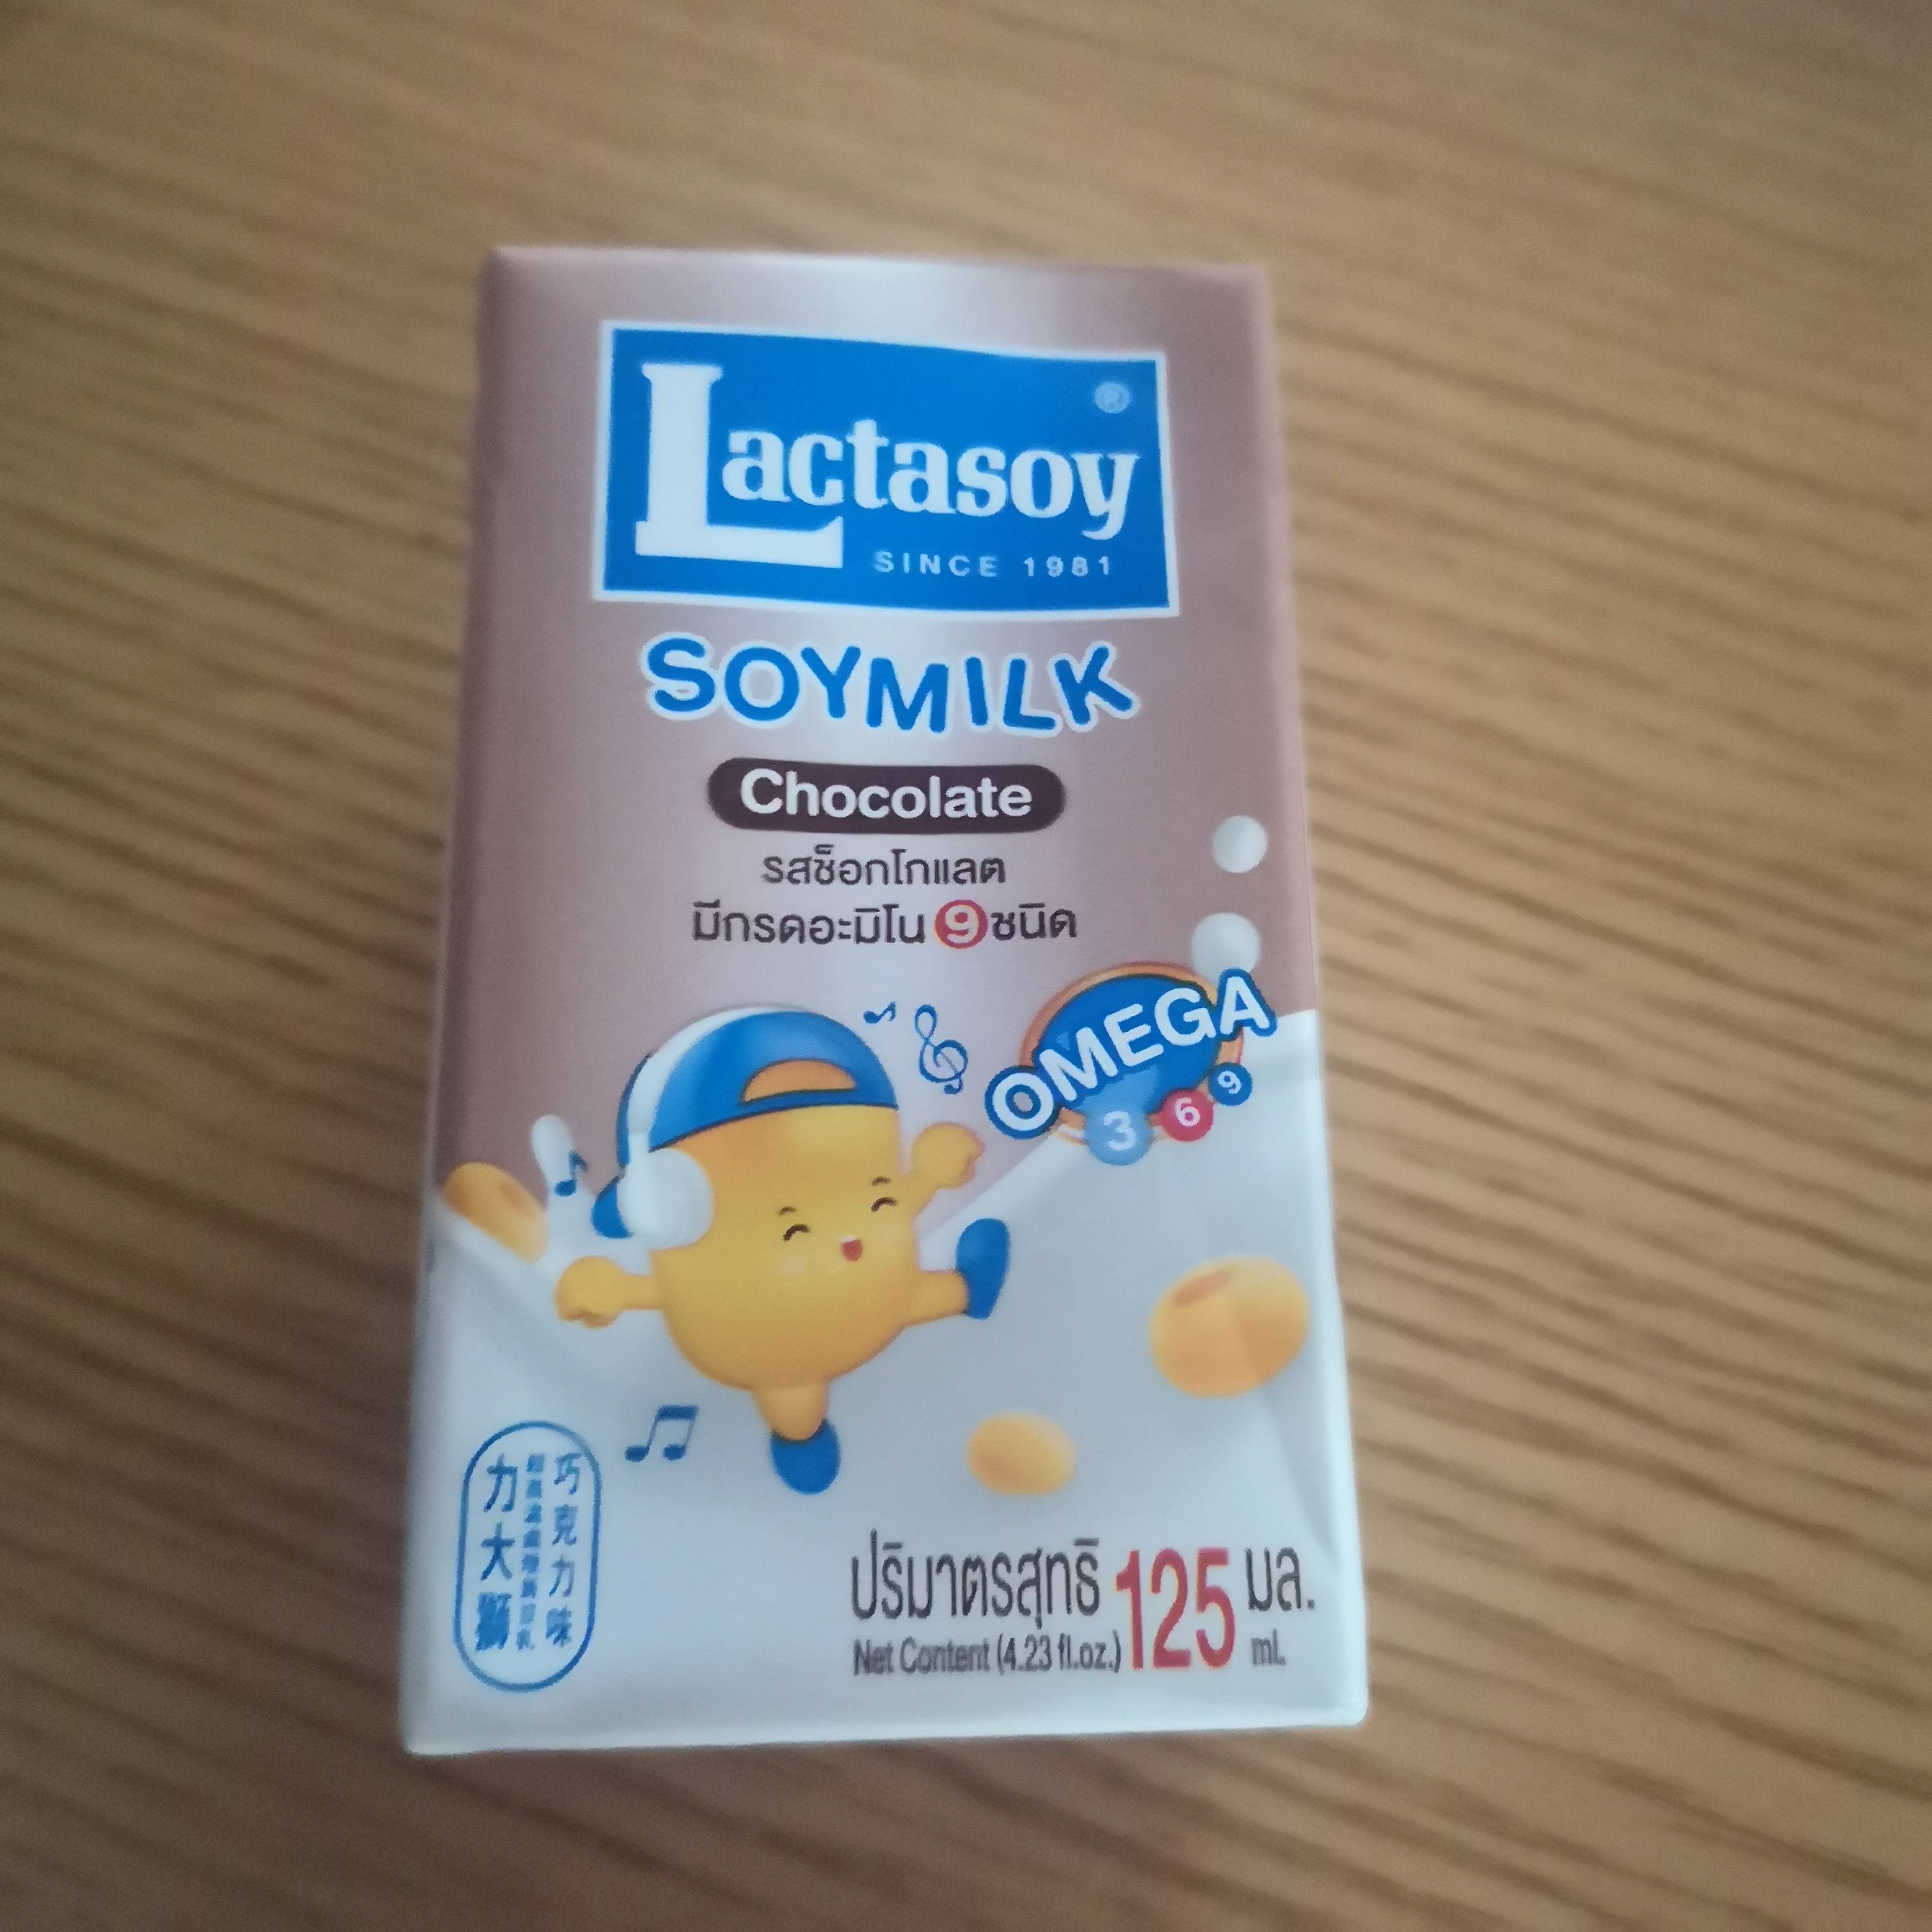 Lactasoy ®
SINCE 1981
SOYMILK
Chocolate
รสช็อกโกแลต
มีกรดอะมิโน 9 ชนิด
OMEGA
3 6 9
巧克力味
力大獅
ปริมาตรสุทธิ 125 มล.
Net Content (4.23 fl.oz.) ml.